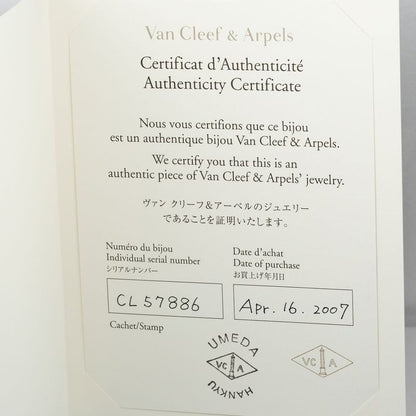 Van Cleef & Arpels
Certificat d'Authenticité
Authenticity Certificate
Nous vous certifions que ce bijou
est un authentique bijou Van Cleef & Arpels.
We certify you that this is an
authentic piece of Van Cleef & Arpels' jewelry.
ヴァン クリーフ&アーペルのジュエリー
であることを証明いたします。
Numéro du bijou
Individual serial number
シリアルナンバー
CL57886
Date d'achat
Date of purchase
お買上げ年月日
Apr. 16. 2007
Cachet/Stamp
UMEDA
VC A
HANKYU
VC A